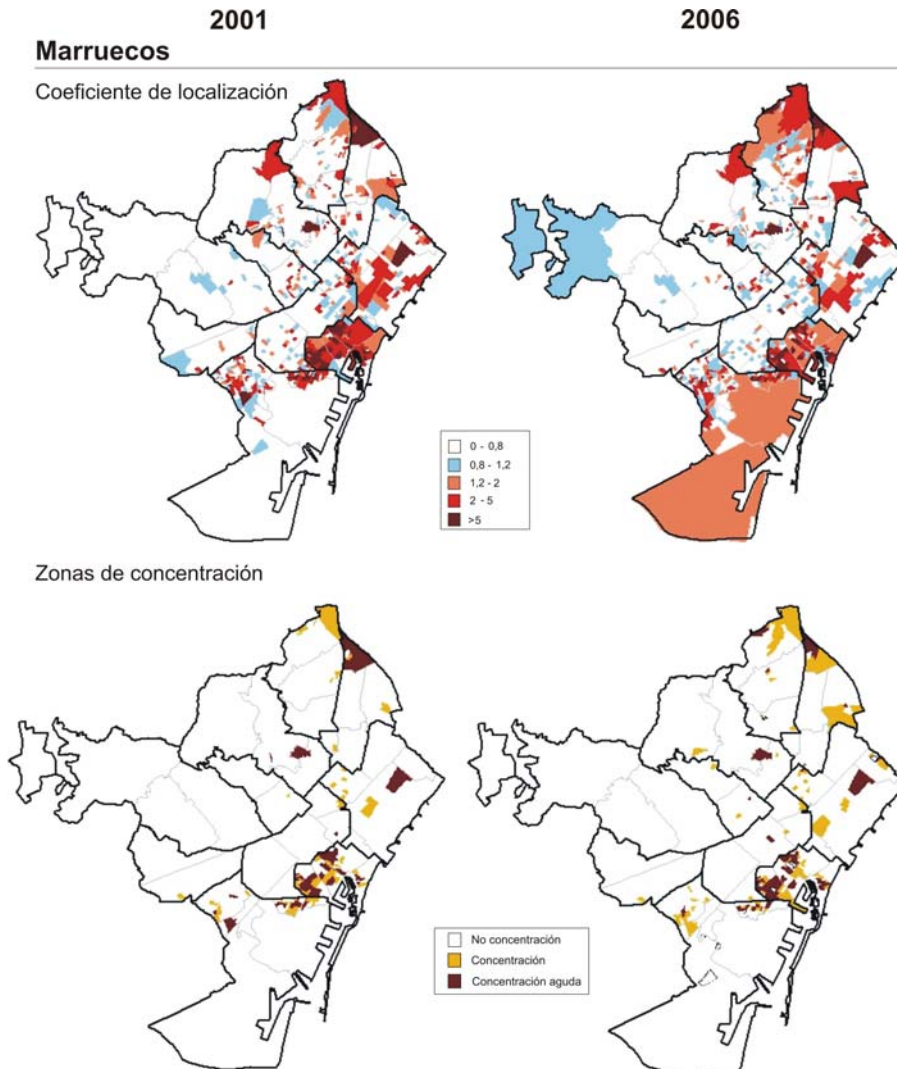 2001
2006
Marruecos
Coeficiente de localización
0 - 0,8
0,8 - 1,2
1,2 - 2
2 - 5
>5
Zonas de concentración
No concentración
Concentración
Concentración aguda